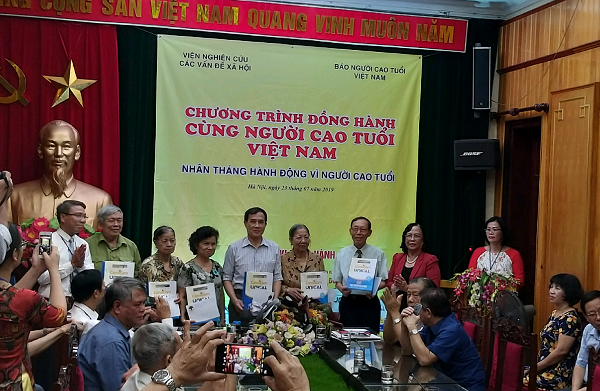 CỘNG SẢN VIỆT NAM QUANG VINH MUÔN NĂM
VIỆN NGHIÊN CỨU
CÁC VẤN ĐỀ XÃ HỘI
BÁO NGƯỜI CAO TUỔI
VIỆT NAM
CHƯƠNG TRÌNH ĐỒNG HÀNH
CÙNG NGƯỜI CAO TUỔI
VIỆT NAM
NHÂN THÁNG HÀNH ĐỘNG VÌ NGƯỜI CAO TUỔI
Hà Nội, ngày 23 tháng 07 năm 2019
HÀNH
BOSE